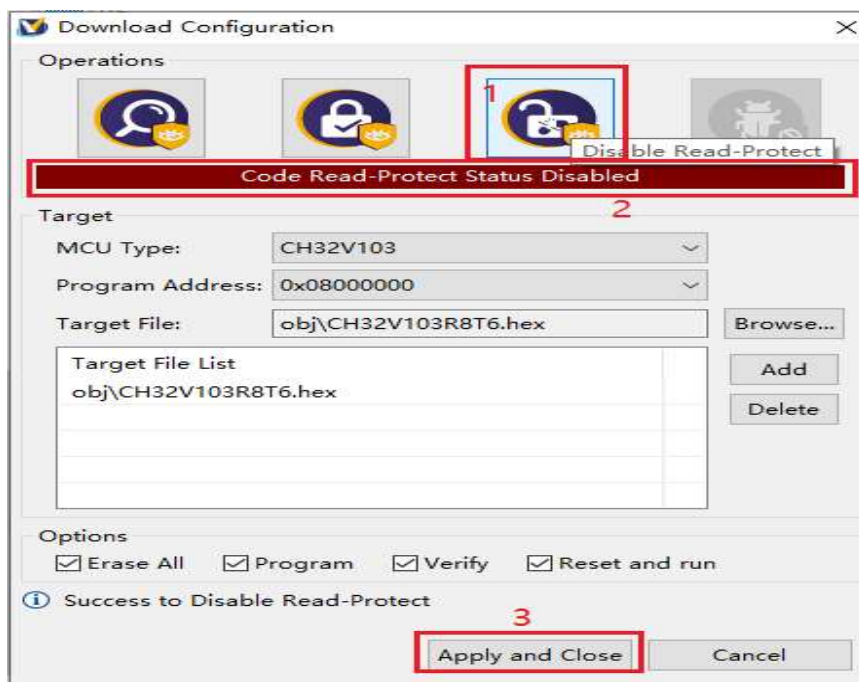 Download Configuration
Operations
1
Disable Read-Protect
Code Read-Protect Status Disabled
2
Target
MCU Type: CH32V103
Program Address: 0x08000000
Target File: obj\CH32V103R8T6.hex Browse...
Target File List
Add
obj\CH32V103R8T6.hex
Delete
Options
Erase All Program Verify Reset and run
Success to Disable Read-Protect
3
Apply and Close Cancel